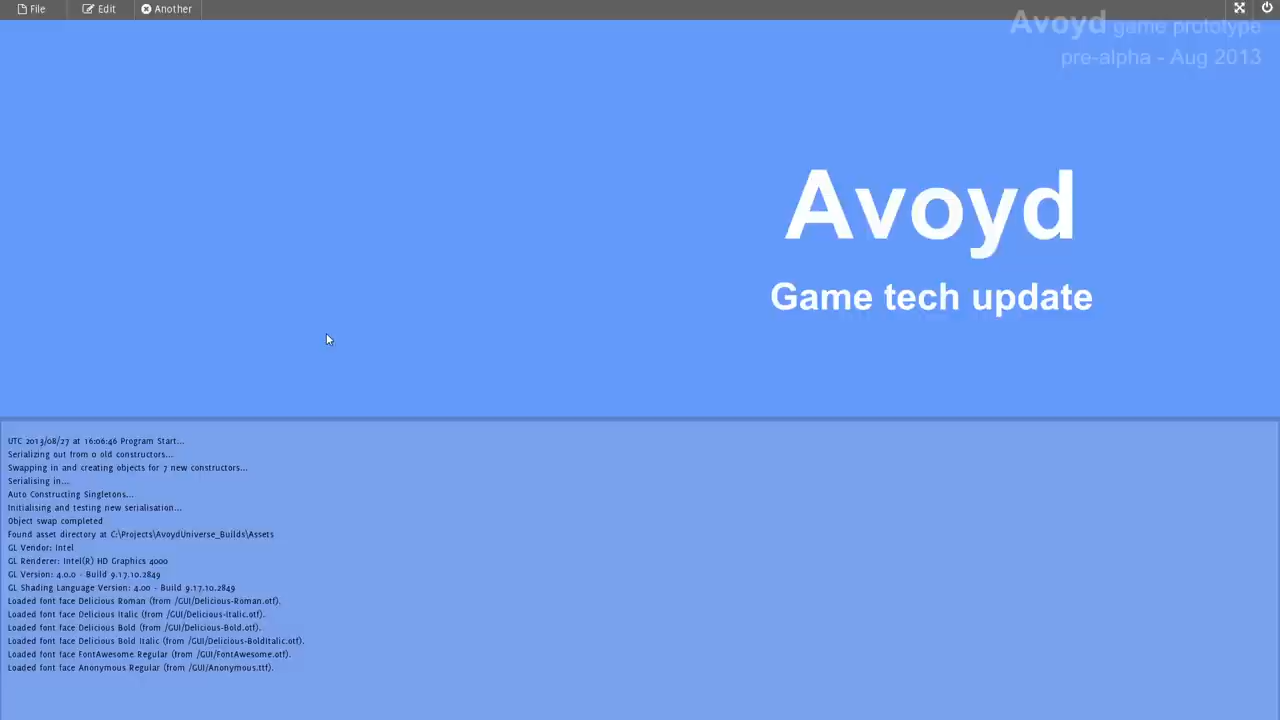 File Edit Another
Avoyd game prototype
pre-alpha - Aug 2013
Avoyd
Game tech update
UTC 2013/08/27 at 16:06:46 Program Start...
Serializing out from 0 old constructors...
Swapping in and creating objects for 7 new constructors...
Serialising in...
Auto Constructing Singletons...
Initialising and testing new serialisation...
Object swap completed
Found asset directory at C:\Projects\AvoydUniverse_Builds\Assets
GL Vendor: Intel
GL Renderer: Intel(R) HD Graphics 4000
GL Version: 4.0.0 - Build 9.17.10.2849
GL Shading Language Version: 4.00 - Build 9.17.10.2849
Loaded font face Delicious Roman (from /GUI/Delicious-Roman.otf).
Loaded font face Delicious Italic (from /GUI/Delicious-Italic.otf).
Loaded font face Delicious Bold (from /GUI/Delicious-Bold.otf).
Loaded font face Delicious Bold Italic (from /GUI/Delicious-BoldItalic.otf).
Loaded font face FontAwesome Regular (from /GUI/FontAwesome.otf).
Loaded font face Anonymous Regular (from /GUI/Anonymous.ttf).